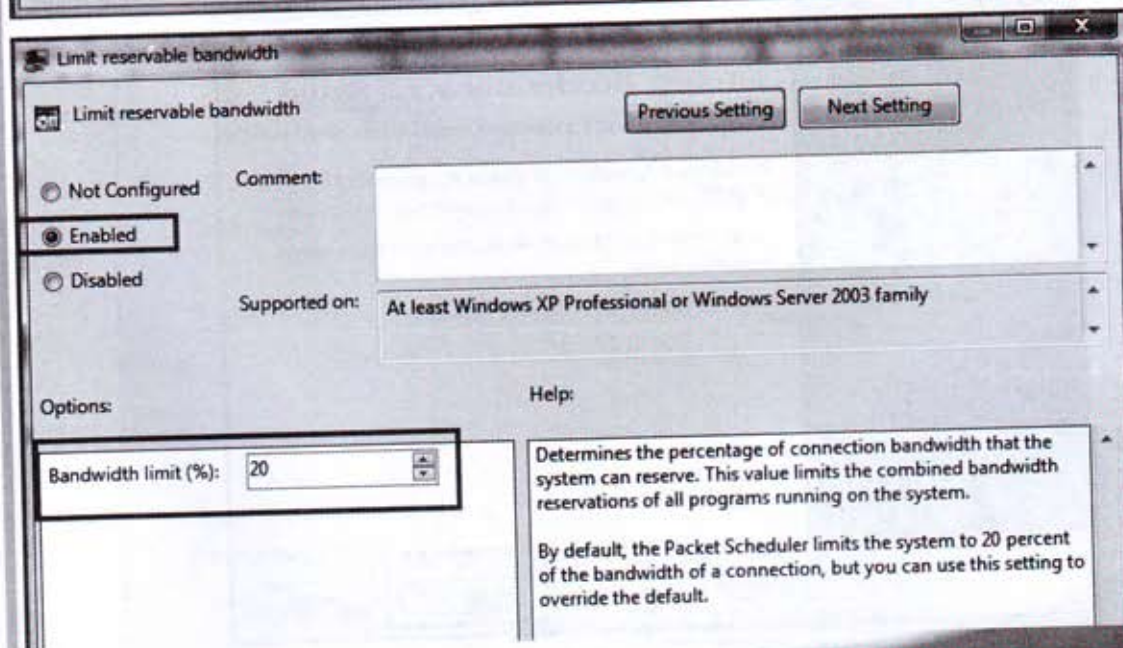 Limit reservable bandwidth
Limit reservable bandwidth
Previous Setting
Next Setting
Not Configured
Comment:
Enabled
Disabled
Supported on:
At least Windows XP Professional or Windows Server 2003 family
Options:
Help:
Bandwidth limit (%):
20
Determines the percentage of connection bandwidth that the
system can reserve. This value limits the combined bandwidth
reservations of all programs running on the system.
By default, the Packet Scheduler limits the system to 20 percent
of the bandwidth of a connection, but you can use this setting to
override the default.